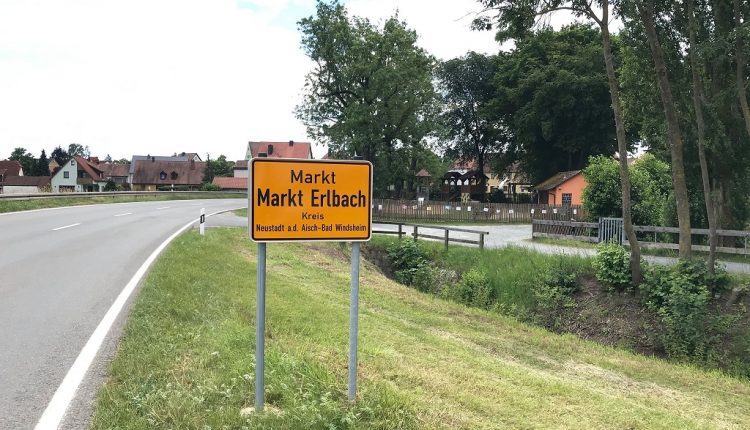 Markt
Markt Erlbach
Kreis
Neustadt a.d. Aisch-Bad Windsheim